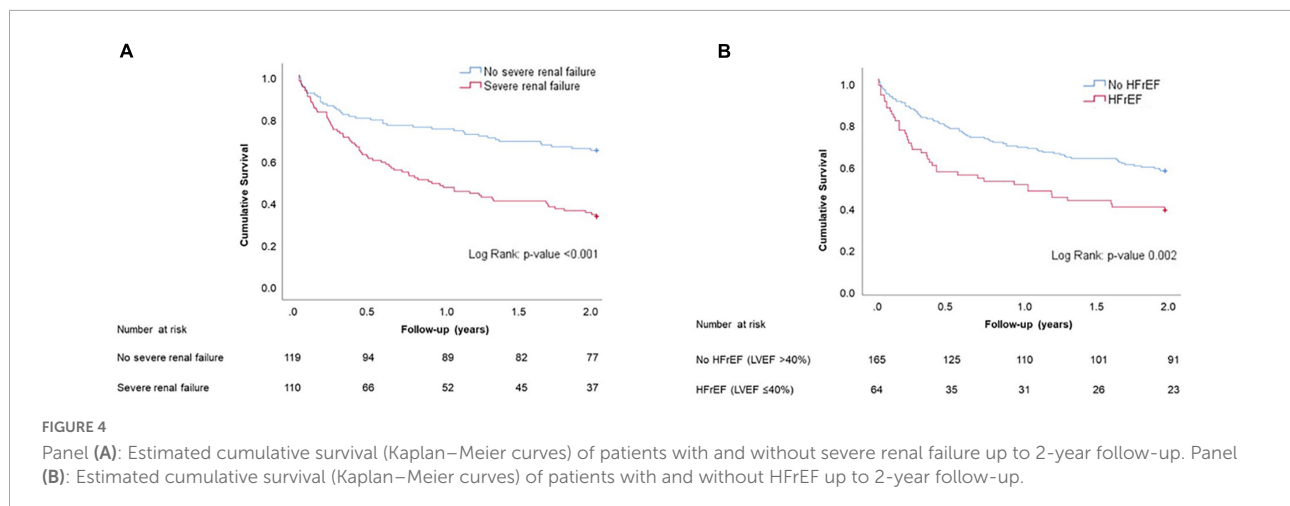 A
No severe renal failure
Severe renal failure
1.0
0.8
0.6
0.4
0.2
0.0
Cumulative Survival
Log Rank: p-value <0.001
.0 0.5 1.0 1.5 2.0
Follow-up (years)
Number at risk
No severe renal failure 119 94 89 82 77
Severe renal failure 110 66 52 45 37
B
No HFrEF
HFrEF
1.0
0.8
0.6
0.4
0.2
0.0
Cumulative Survival
Log Rank: p-value 0.002
.0 0.5 1.0 1.5 2.0
Follow-up (years)
Number at risk
No HFrEF (LVEF >40%) 165 125 110 101 91
HFrEF (LVEF ≤40%) 64 35 31 26 23
FIGURE 4
Panel (A): Estimated cumulative survival (Kaplan–Meier curves) of patients with and without severe renal failure up to 2-year follow-up. Panel
(B): Estimated cumulative survival (Kaplan–Meier curves) of patients with and without HFrEF up to 2-year follow-up.